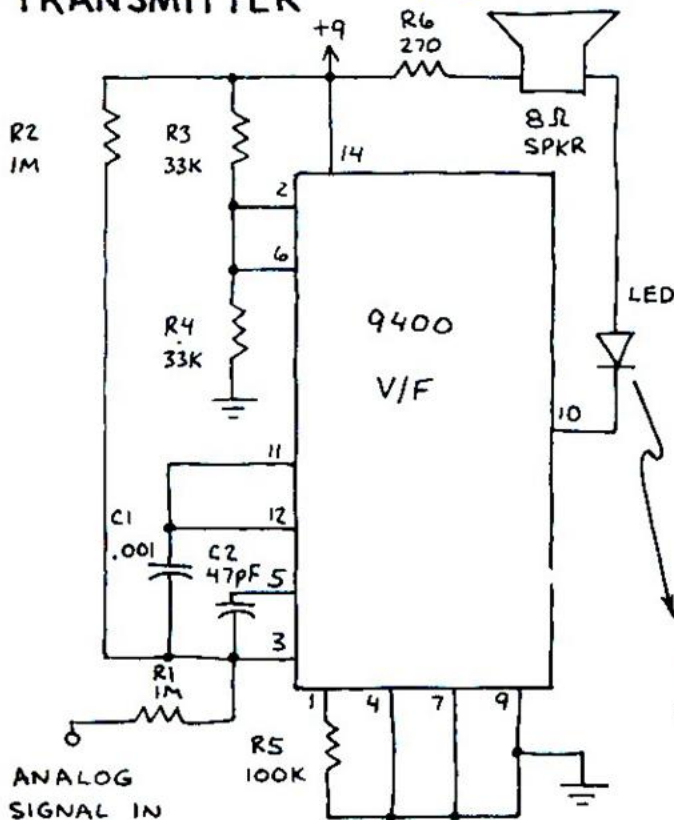 TRANSMITTER
+9
R6
270
8Ω
SPKR
R2
1M
R3
33K
14
2
6
LED
R4
33K
9400
V/F
10
11
12
C1
.001
C2
47pF
5
3
R1
1M
1
4
7
9
R5
100K
ANALOG
SIGNAL IN